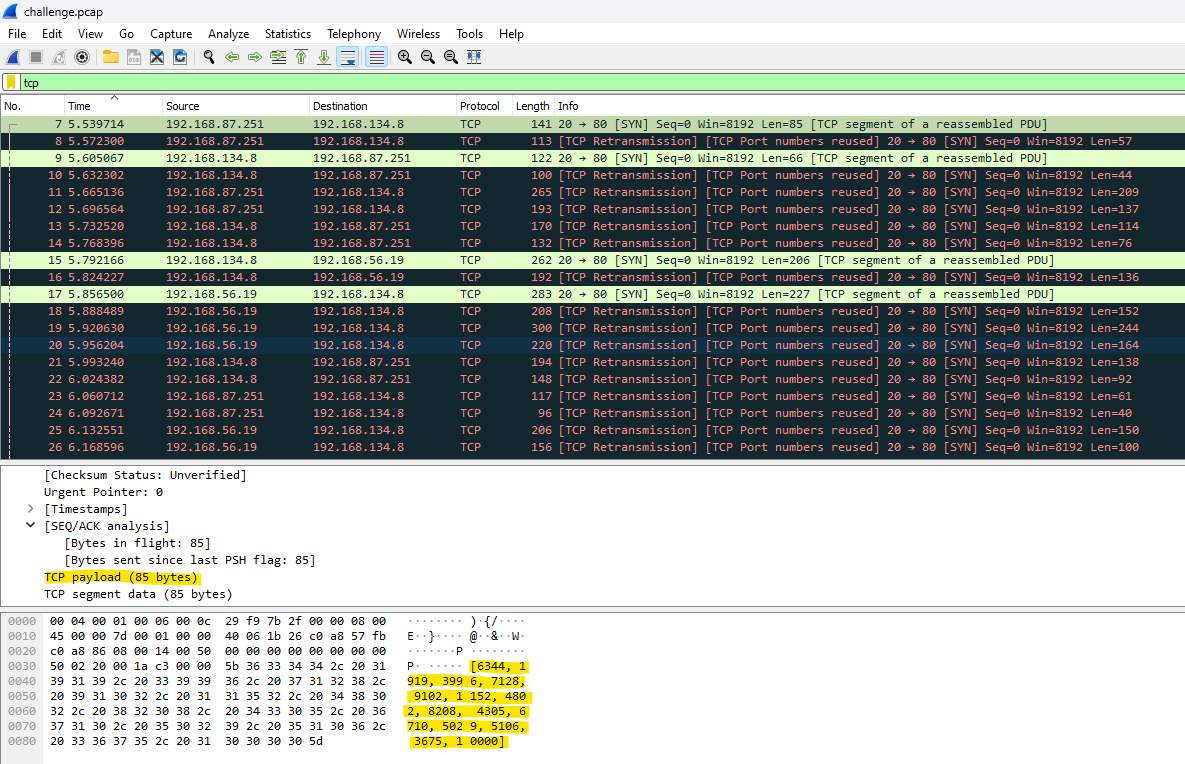 challenge.pcap
File Edit View Go Capture Analyze Statistics Telephony Wireless Tools Help
tcp
No. Time Source Destination Protocol Length Info
7 5.539714 192.168.87.251 192.168.134.8 TCP 141 20 → 80 [SYN] Seq=0 Win=8192 Len=85 [TCP segment of a reassembled PDU]
8 5.572300 192.168.87.251 192.168.134.8 TCP 113 [TCP Retransmission] [TCP Port numbers reused] 20 → 80 [SYN] Seq=0 Win=8192 Len=57
9 5.605067 192.168.134.8 192.168.87.251 TCP 122 20 → 80 [SYN] Seq=0 Win=8192 Len=66 [TCP segment of a reassembled PDU]
10 5.632302 192.168.134.8 192.168.87.251 TCP 100 [TCP Retransmission] [TCP Port numbers reused] 20 → 80 [SYN] Seq=0 Win=8192 Len=44
11 5.665136 192.168.87.251 192.168.134.8 TCP 265 [TCP Retransmission] [TCP Port numbers reused] 20 → 80 [SYN] Seq=0 Win=8192 Len=209
12 5.696564 192.168.87.251 192.168.134.8 TCP 193 [TCP Retransmission] [TCP Port numbers reused] 20 → 80 [SYN] Seq=0 Win=8192 Len=137
13 5.732520 192.168.134.8 192.168.87.251 TCP 170 [TCP Retransmission] [TCP Port numbers reused] 20 → 80 [SYN] Seq=0 Win=8192 Len=114
14 5.768396 192.168.134.8 192.168.87.251 TCP 132 [TCP Retransmission] [TCP Port numbers reused] 20 → 80 [SYN] Seq=0 Win=8192 Len=76
15 5.792166 192.168.134.8 192.168.56.19 TCP 262 20 → 80 [SYN] Seq=0 Win=8192 Len=206 [TCP segment of a reassembled PDU]
16 5.824227 192.168.134.8 192.168.56.19 TCP 192 [TCP Retransmission] [TCP Port numbers reused] 20 → 80 [SYN] Seq=0 Win=8192 Len=136
17 5.856500 192.168.56.19 192.168.134.8 TCP 283 20 → 80 [SYN] Seq=0 Win=8192 Len=227 [TCP segment of a reassembled PDU]
18 5.888489 192.168.56.19 192.168.134.8 TCP 208 [TCP Retransmission] [TCP Port numbers reused] 20 → 80 [SYN] Seq=0 Win=8192 Len=152
19 5.920630 192.168.56.19 192.168.134.8 TCP 300 [TCP Retransmission] [TCP Port numbers reused] 20 → 80 [SYN] Seq=0 Win=8192 Len=244
20 5.956204 192.168.56.19 192.168.134.8 TCP 220 [TCP Retransmission] [TCP Port numbers reused] 20 → 80 [SYN] Seq=0 Win=8192 Len=164
21 5.993240 192.168.134.8 192.168.87.251 TCP 194 [TCP Retransmission] [TCP Port numbers reused] 20 → 80 [SYN] Seq=0 Win=8192 Len=138
22 6.024382 192.168.134.8 192.168.87.251 TCP 148 [TCP Retransmission] [TCP Port numbers reused] 20 → 80 [SYN] Seq=0 Win=8192 Len=92
23 6.060712 192.168.87.251 192.168.134.8 TCP 117 [TCP Retransmission] [TCP Port numbers reused] 20 → 80 [SYN] Seq=0 Win=8192 Len=61
24 6.092671 192.168.87.251 192.168.134.8 TCP 96 [TCP Retransmission] [TCP Port numbers reused] 20 → 80 [SYN] Seq=0 Win=8192 Len=40
25 6.132551 192.168.56.19 192.168.134.8 TCP 206 [TCP Retransmission] [TCP Port numbers reused] 20 → 80 [SYN] Seq=0 Win=8192 Len=150
26 6.168596 192.168.56.19 192.168.134.8 TCP 156 [TCP Retransmission] [TCP Port numbers reused] 20 → 80 [SYN] Seq=0 Win=8192 Len=100
[Checksum Status: Unverified]
Urgent Pointer: 0
[Timestamps]
[SEQ/ACK analysis]
[Bytes in flight: 85]
[Bytes sent since last PSH flag: 85]
TCP payload (85 bytes)
TCP segment data (85 bytes)
0000 00 04 00 01 00 06 00 0c 29 f9 7b 2f 00 00 08 00 ········ )·{/····
0010 45 00 00 7d 00 01 00 00 40 06 1b 26 c0 a8 57 fb E··}···· @··&··W·
0020 c0 a8 86 08 00 14 00 50 00 00 00 00 00 00 00 00 ·······P ········
0030 50 02 20 00 1a c3 00 00 5b 36 33 34 34 2c 20 31 P· ····· [6344, 1
0040 39 31 39 2c 20 33 39 39 36 2c 20 37 31 32 38 2c 919, 399 6, 7128,
0050 20 39 31 30 32 2c 20 31 31 35 32 2c 20 34 38 30 9102, 1 152, 480
0060 32 2c 20 38 32 30 38 2c 20 34 33 30 35 2c 20 36 2, 8208, 4305, 6
0070 37 31 30 2c 20 35 30 32 39 2c 20 35 31 30 36 2c 710, 502 9, 5106,
0080 20 33 36 37 35 2c 20 31 30 30 30 30 5d 3675, 1 0000]